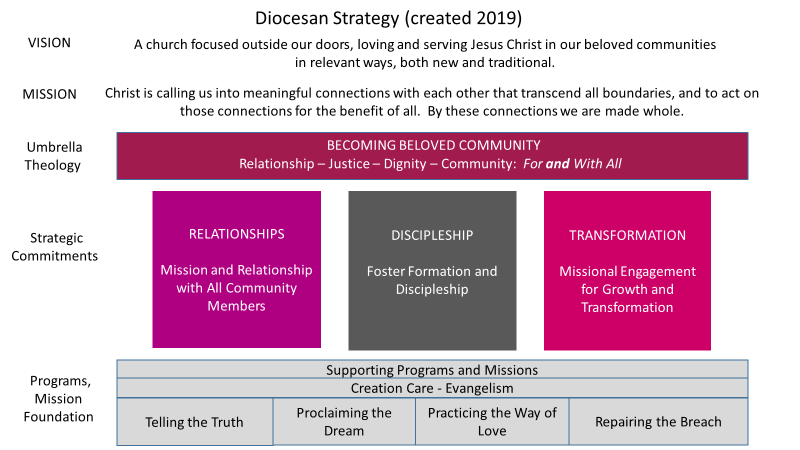 Diocesan Strategy (created 2019)
VISION
A church focused outside our doors, loving and serving Jesus Christ in our beloved communities
in relevant ways, both new and traditional.
MISSION
Christ is calling us into meaningful connections with each other that transcend all boundaries, and to act on
those connections for the benefit of all. By these connections we are made whole.
Umbrella
Theology
BECOMING BELOVED COMMUNITY
Relationship – Justice – Dignity – Community: For and With All
Strategic
Commitments
RELATIONSHIPS
Mission and Relationship
with All Community
Members
DISCIPLESHIP
Foster Formation and
Discipleship
TRANSFORMATION
Missional Engagement
for Growth and
Transformation
Programs,
Mission
Foundation
Supporting Programs and Missions
Creation Care - Evangelism
Telling the Truth
Proclaiming the
Dream
Practicing the Way of
Love
Repairing the Breach